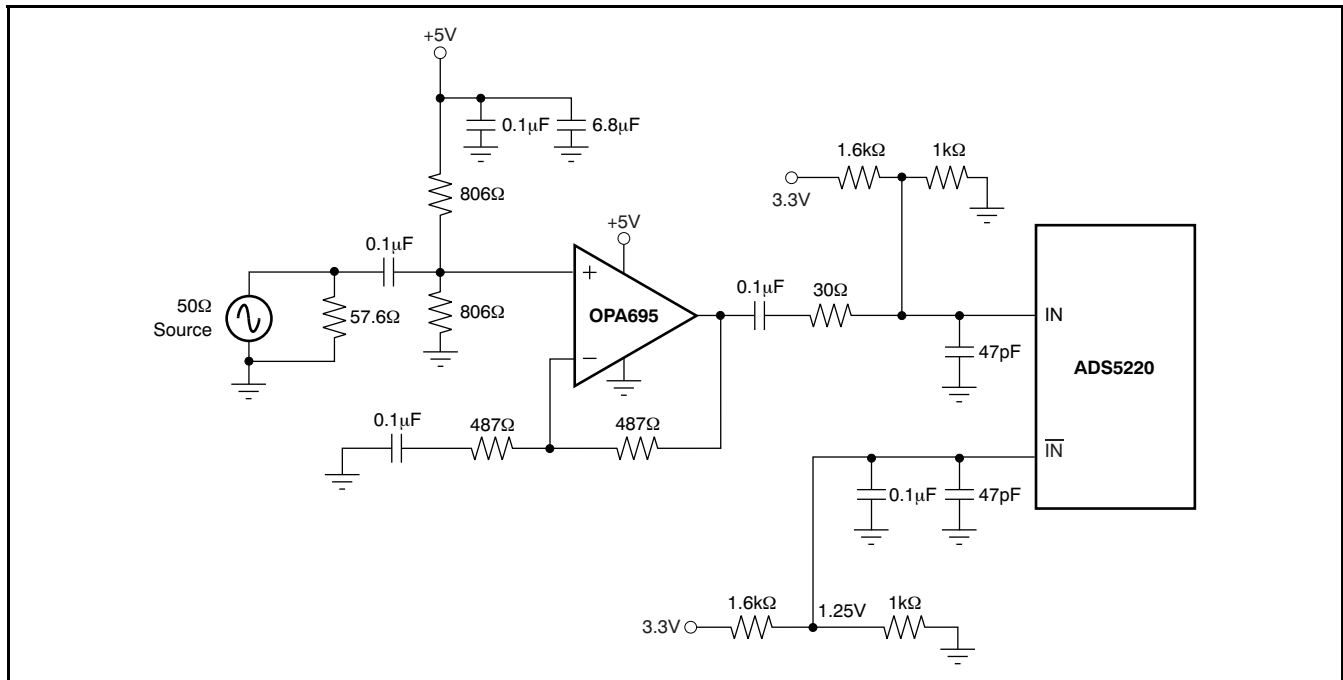 +5V
0.1µF
6.8µF
806Ω
1.6kΩ
1kΩ
3.3V
+5V
0.1µF
50Ω
Source
57.6Ω
806Ω
+
−
OPA695
0.1µF
30Ω
IN
47pF
ADS5220
0.1µF
487Ω
487Ω
IN
0.1µF
47pF
1.6kΩ
1.25V
1kΩ
3.3V